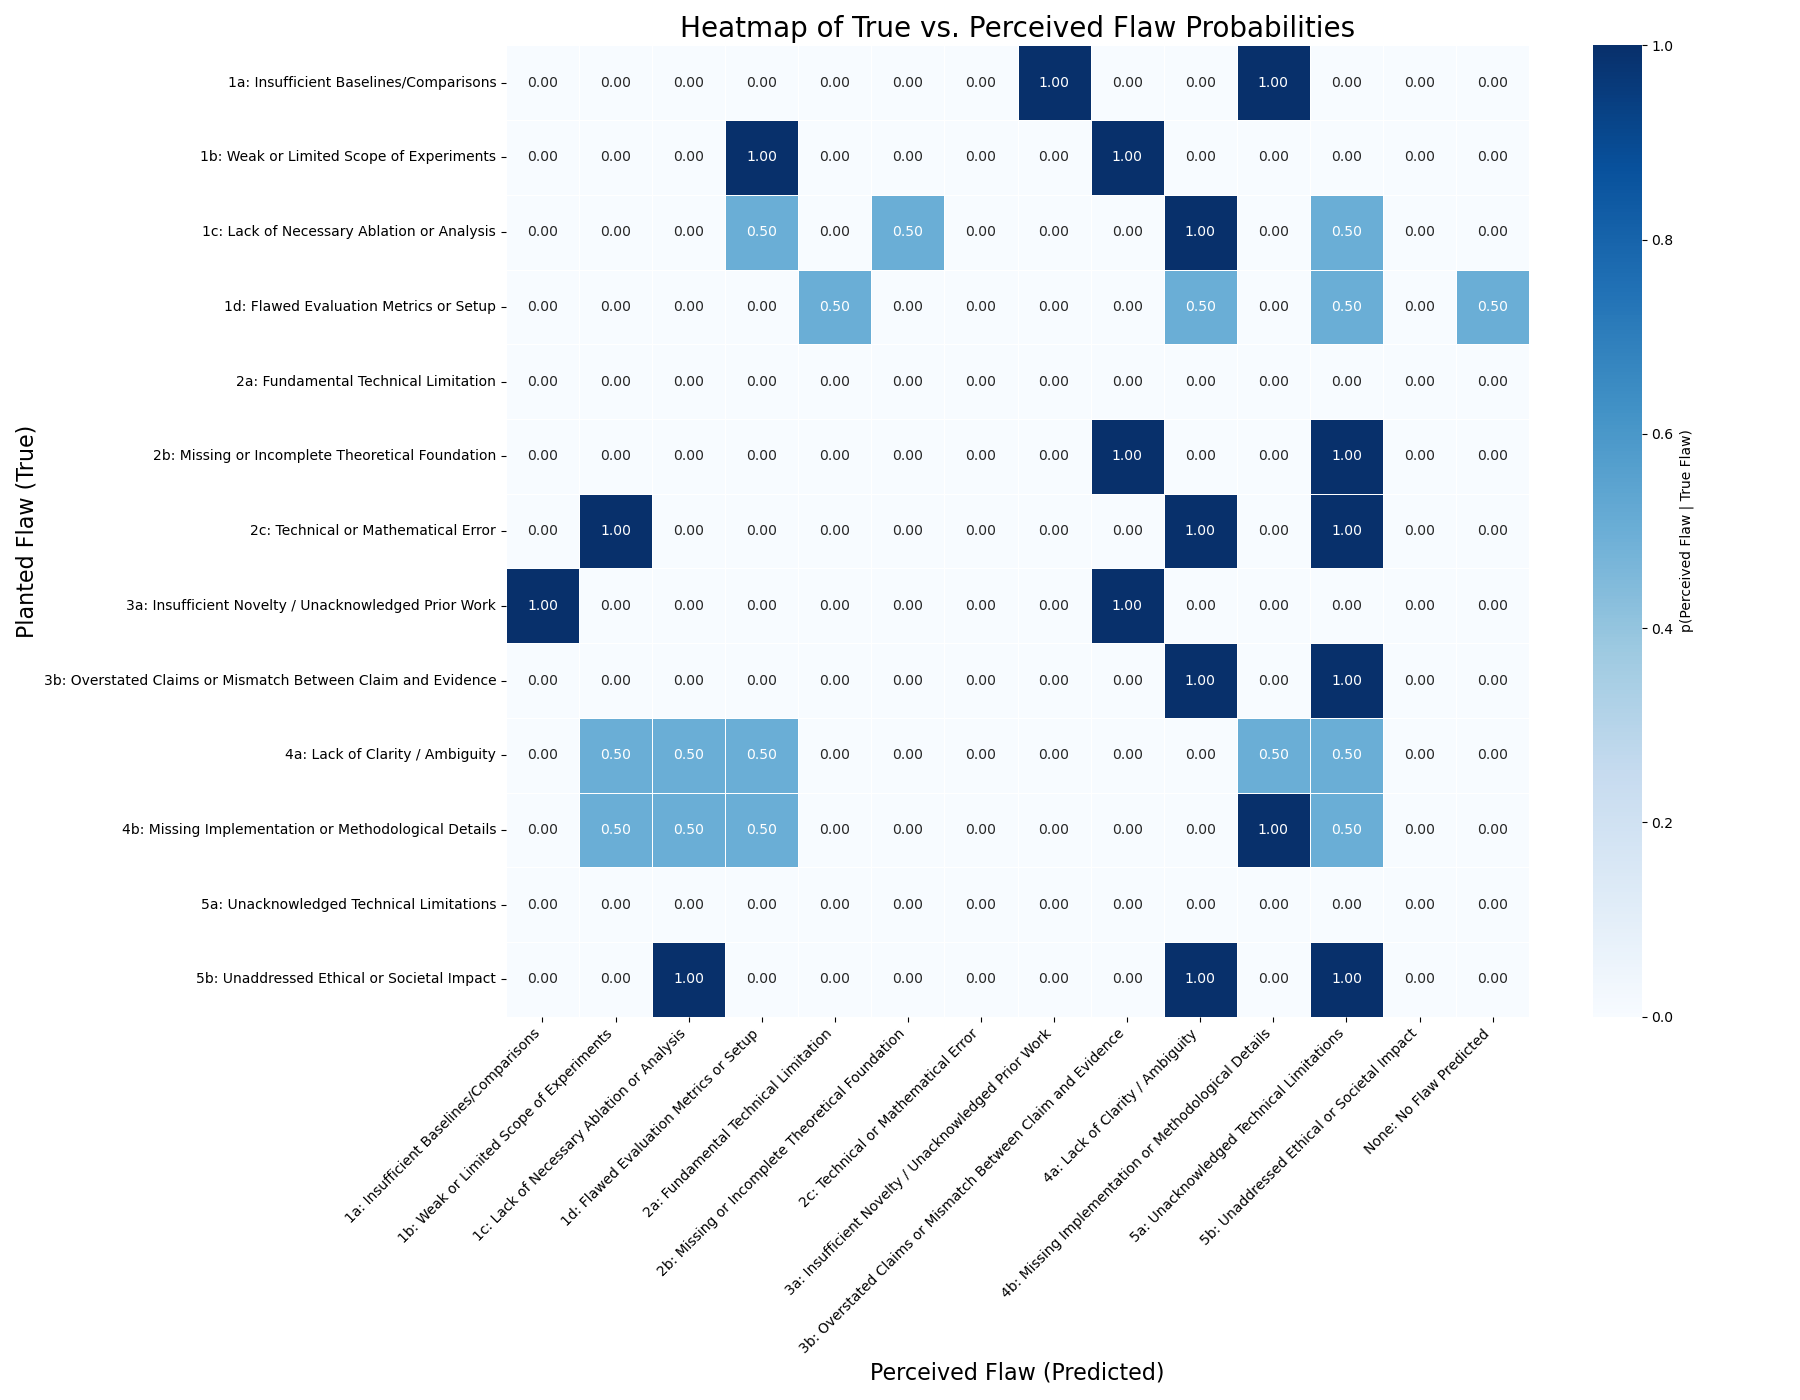 Heatmap of True vs. Perceived Flaw Probabilities
Planted Flaw (True)
1a: Insufficient Baselines/Comparisons 0.00 0.00 0.00 0.00 0.00 0.00 0.00 1.00 0.00 0.00 1.00 0.00 0.00 0.00
1b: Weak or Limited Scope of Experiments 0.00 0.00 0.00 1.00 0.00 0.00 0.00 0.00 1.00 0.00 0.00 0.00 0.00 0.00
1c: Lack of Necessary Ablation or Analysis 0.00 0.00 0.00 0.50 0.00 0.50 0.00 0.00 0.00 1.00 0.00 0.50 0.00 0.00
1d: Flawed Evaluation Metrics or Setup 0.00 0.00 0.00 0.00 0.50 0.00 0.00 0.00 0.00 0.50 0.00 0.50 0.00 0.50
2a: Fundamental Technical Limitation 0.00 0.00 0.00 0.00 0.00 0.00 0.00 0.00 0.00 0.00 0.00 0.00 0.00 0.00
2b: Missing or Incomplete Theoretical Foundation 0.00 0.00 0.00 0.00 0.00 0.00 0.00 0.00 1.00 0.00 0.00 1.00 0.00 0.00
2c: Technical or Mathematical Error 0.00 1.00 0.00 0.00 0.00 0.00 0.00 0.00 0.00 1.00 0.00 1.00 0.00 0.00
3a: Insufficient Novelty / Unacknowledged Prior Work 1.00 0.00 0.00 0.00 0.00 0.00 0.00 0.00 1.00 0.00 0.00 0.00 0.00 0.00
3b: Overstated Claims or Mismatch Between Claim and Evidence 0.00 0.00 0.00 0.00 0.00 0.00 0.00 0.00 0.00 1.00 0.00 1.00 0.00 0.00
4a: Lack of Clarity / Ambiguity 0.00 0.50 0.50 0.50 0.00 0.00 0.00 0.00 0.00 0.00 0.50 0.50 0.00 0.00
4b: Missing Implementation or Methodological Details 0.00 0.50 0.50 0.50 0.00 0.00 0.00 0.00 0.00 0.00 1.00 0.50 0.00 0.00
5a: Unacknowledged Technical Limitations 0.00 0.00 0.00 0.00 0.00 0.00 0.00 0.00 0.00 0.00 0.00 0.00 0.00 0.00
5b: Unaddressed Ethical or Societal Impact 0.00 0.00 1.00 0.00 0.00 0.00 0.00 0.00 0.00 1.00 0.00 1.00 0.00 0.00
1a: Insufficient Baselines/Comparisons
1b: Weak or Limited Scope of Experiments
1c: Lack of Necessary Ablation or Analysis
1d: Flawed Evaluation Metrics or Setup
2a: Fundamental Technical Limitation
2b: Missing or Incomplete Theoretical Foundation
2c: Technical or Mathematical Error
3a: Insufficient Novelty / Unacknowledged Prior Work
3b: Overstated Claims or Mismatch Between Claim and Evidence
4a: Lack of Clarity / Ambiguity
4b: Missing Implementation or Methodological Details
5a: Unacknowledged Technical Limitations
5b: Unaddressed Ethical or Societal Impact
None: No Flaw Predicted
Perceived Flaw (Predicted)
1.0
0.8
0.6
0.4
0.2
0.0
p(Perceived Flaw | True Flaw)